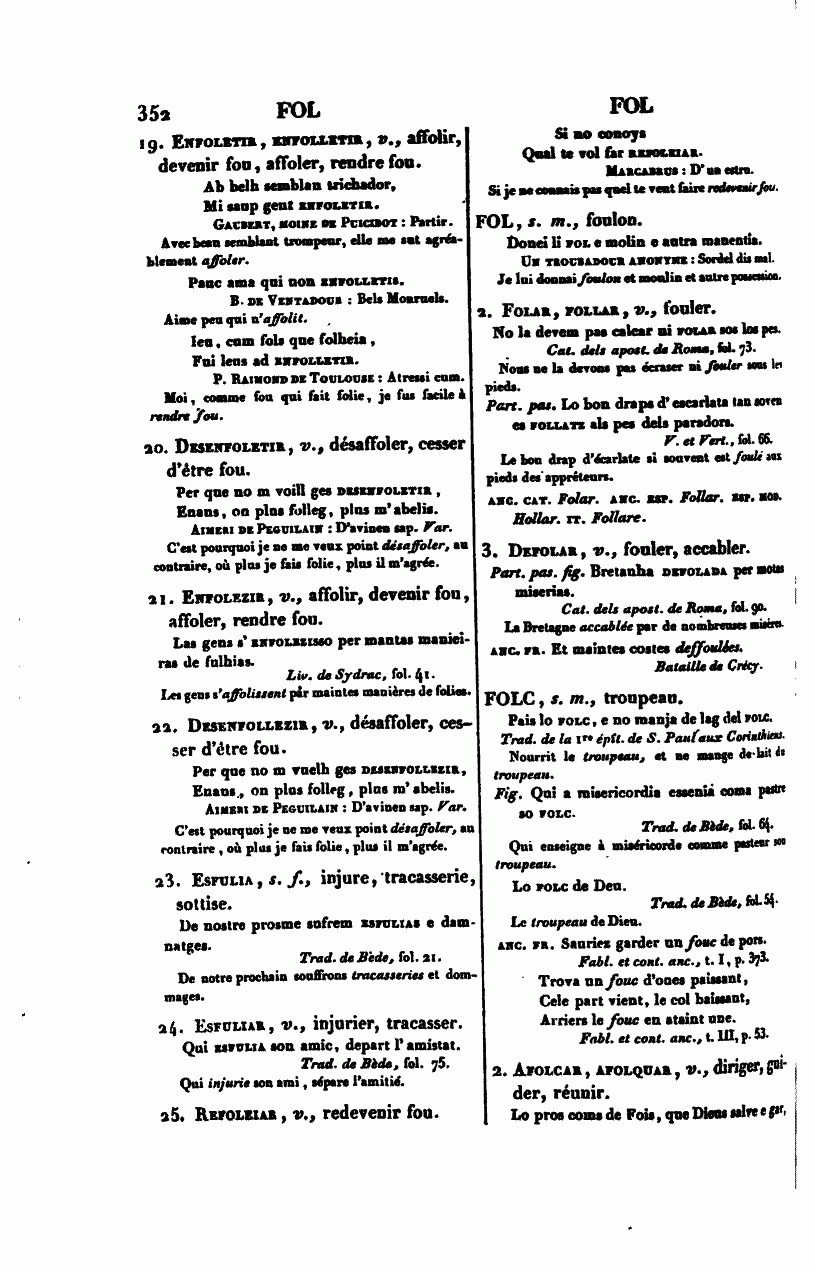 352 FOL
19. ENFOLETIR, ENFOLLETIR, v., affolir,
devenir fou, affoler, rendre fou.
Ab belh semblan trichador,
Mi saup gent ENFOLETIR.
GAUBERT, MOINE DE PUICIBOT : Partir.
Avec beau semblant trompeur, elle me sut agréa-
blement affoler.
Pauc ama qui non ENFOLLETIS.
B. DE VENTADOUR : Bels Monruels.
Aime peu qui n'affolit.
Ieu, cum fols que folheia,
Fui leus ad ENFOLLETIR.
P. RAIMOND DE TOULOUSE : Atressi cum.
Moi, comme fou qui fait folie, je fus facile à
rendre fou.
20. DESENFOLETIR, v., désaffoler, cesser
d'être fou.
Per que no m voill ges DESENFOLETIR,
Enans, on plus folleg, plus m'abelis.
AIMERI DE PEGUILAIN : D'avinen sap. Var.
C'est pourquoi je ne me veux point désaffoler, au
contraire, où plus je fais folie, plus il m'agrée.
21. ENFOLEZIR, v., affolir, devenir fou,
affoler, rendre fou.
Las gens s'ENFOLEZISSO per mantas maniei-
ras de fulhias.
Liv. de Sydrac, fol. 41.
Les gens s'affolissent par maintes manières de folies.
22. DESENFOLLEZIR, v., désaffoler, ces-
ser d'être fou.
Per que no m vuelh ges DESENFOLLEZIR,
Enans, on plus folleg, plus m'abelis.
AIMERI DE PEGUILAIN : D'avinen sap. Var.
C'est pourquoi je ne me veux point désaffoler, au
contraire, où plus je fais folie, plus il m'agrée.
23. ESFULIA, s. f., injure, tracasserie,
sottise.
De nostre prosme sufrem ESFULIAS e dam-
natges.
Trad. de Bède, fol. 21.
De notre prochain souffrons tracasseries et dom-
mages.
24. ESFULIAR, v., injurier, tracasser.
Qui ESFULIA son amic, depart l'amistat.
Trad. de Bède, fol. 75.
Qui injurie son ami, sépare l'amitié.
25. REFOLEIAR, v., redevenir fou.
FOL
Si no conoys
Qual te vol far REFOLEIAR.
MARCABRUS : D'un estru.
Si je ne connais pas quel te veut faire redevenir fou.
FOL, s. m., foulon.
Donei li FOL e molin e autra manentia.
UN TROUBADOUR ANONYME : Sordel dis mal.
Je lui donnai foulon et moulin et autre possession.
2. FOLAR, FOLLAR, v., fouler.
No la devem pas calcar ni FOLAR sos los pes.
Cat. dels apost. de Roma, fol. 73.
Nous ne la devons pas écraser ni fouler sous les
pieds.
Part. pas. Lo bon draps d'escarlata tan soven
es FOLLATZ als pes dels paradors.
V. et Vert., fol. 66.
Le bon drap d'écarlate si souvent est foulé aux
pieds des apprêteurs.
ANC. CAT. Folar. ANC. ESP. Follar. ESP. MOD.
Hollar. IT. Follare.
3. DEFOLAR, v., fouler, accabler.
Part. pas. fig. Bretanha DEFOLADA per motas
miserias.
Cat. dels apost. de Roma, fol. 90.
La Bretagne accablée par de nombreuses misères.
ANC. FR. Et maintes costes deffoulées.
Bataille de Crécy.
FOLC, s. m., troupeau.
Pais lo FOLC, e no manja de lag del FOLC.
Trad. de la 1re épît. de S. Paul aux Corinthiens.
Nourrit le troupeau, et ne mange de lait de
troupeau.
Fig. Qui a misericordia essenia coma pastre
so FOLC.
Trad. de Bède, fol. 64.
Qui enseigne à miséricorde comme pasteur son
troupeau.
Lo FOLC de Deu.
Trad. de Bède, fol. 54.
Le troupeau de Dieu.
ANC. FR. Sauriez garder un fouc de pors.
Fabl. et cont. anc., t. I, p. 373.
Trova un fouc d'oues paissant,
Cele part vient, le col baissant,
Arriers le fouc en ataint une.
Fabl. et cont. anc., t. III, p. 53.
2. AFOLCAR, AFOLQUAR, v., diriger, gui-
der, réunir.
Lo pros coms de Fois, que Dieus salve e gar,